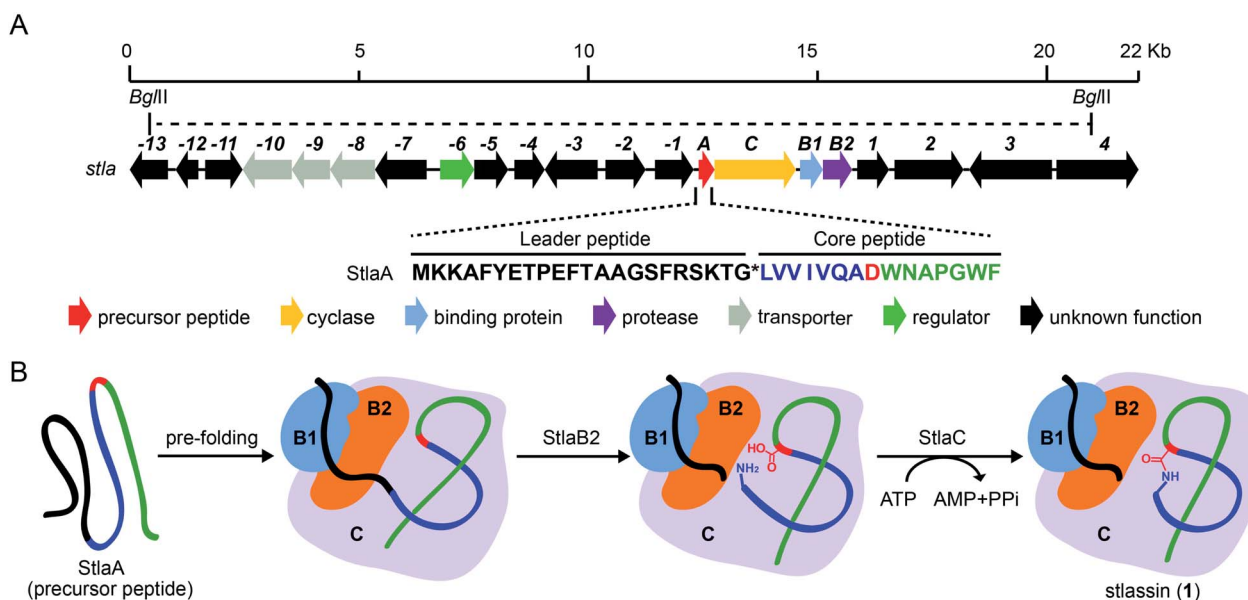 A
0 5 10 15 20 22 Kb
BglII BglII
-13 -12 -11 -10 -9 -8 -7 -6 -5 -4 -3 -2 -1 A C B1 B2 1 2 3 4
stla
Leader peptide Core peptide
StlaA MKKAFYETPEFTAAGSFRSKTG*LVVIVQADWNAPGWF
precursor peptide cyclase binding protein protease transporter regulator unknown function
B
StlaA
(precursor peptide)
pre-folding
B1 B2
C
StlaB2
B1 B2
HO O
NH₂
C
StlaC
ATP AMP+PPi
B1 B2
O NH
C
stlassin (1)